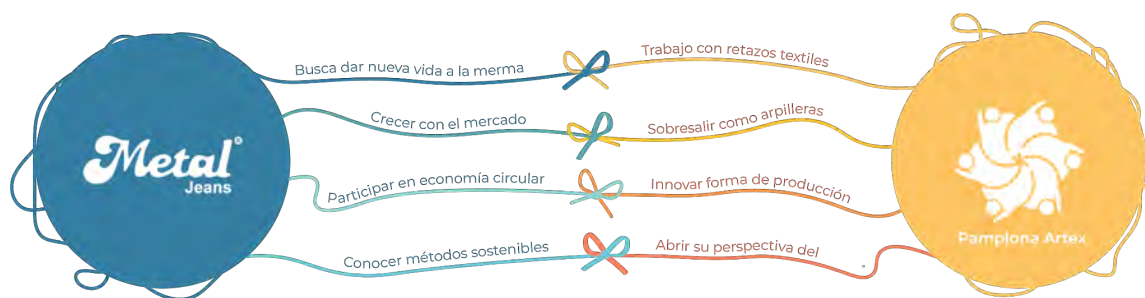 Busca dar nueva vida a la merma
Trabajo con retazos textiles
Crecer con el mercado
Sobresalir como arpilleras
Metal
Jeans
Participar en economía circular
Innovar forma de producción
Pamplona Artex
Conocer métodos sostenibles
Abrir su perspectiva del